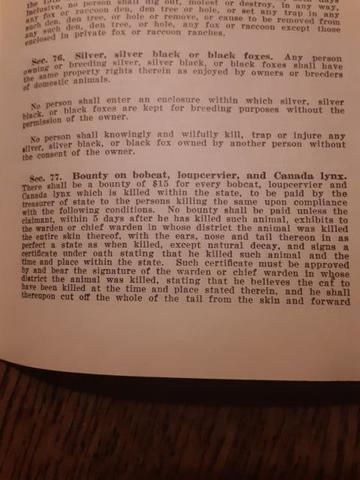 inclusive, no person shall dig out, molest or destroy, in any way,
any fox or raccoon den, den tree or hole, or set any trap in any
such den, tree or hole or remove, or cause to be removed from
any such den, tree, or hole, any fox or raccoon except those
enclosed in private fox or raccoon ranches.
Sec. 76. Silver, silver black or black foxes. Any person
owning or breeding silver, silver black, or black foxes shall have
the same property rights therein as enjoyed by owners or breeders
of domestic animals.
No person shall enter an enclosure within which silver, silver
black, or black foxes are kept for breeding purposes without the
permission of the owner.
No person shall knowingly and wilfully kill, trap or injure any
silver, silver black, or black fox owned by another person without
the consent of the owner.
Sec. 77. Bounty on bobcat, loupcervier, and Canada lynx.
There shall be a bounty of $15 for every bobcat, loupcervier and
Canada lynx which is killed within the state, to be paid by the
treasurer of state to the persons killing the same upon compliance
with the following conditions. No bounty shall be paid unless the
claimant, within 5 days after he has killed such animal, exhibits to
the warden or chief warden in whose district the animal was killed
the entire skin thereof, with the ears, nose and tail thereon in as
perfect a state as when killed, except natural decay, and signs a
certificate under oath stating that he killed such animal and the
time and place within the state. Such certificate must be approved
by and bear the signature of the warden or chief warden in whose
district the animal was killed, stating that he believes the cat to
have been killed at the time and place stated therein, and he shall
thereupon cut off the whole of the tail from the skin and forward